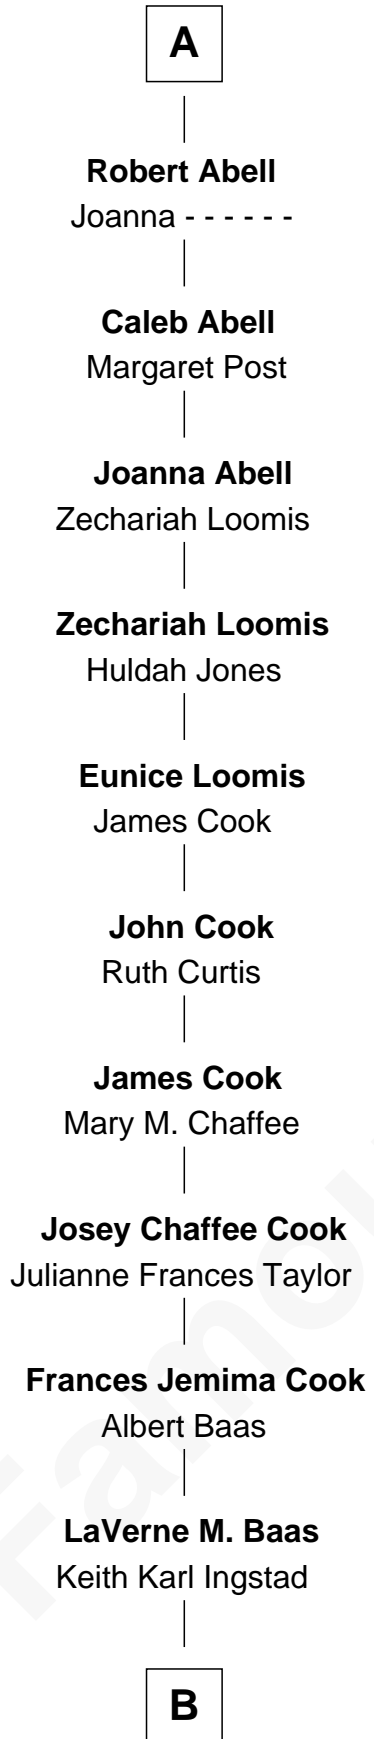 A
Robert Abell
Joanna - - - - - -
Caleb Abell
Margaret Post
Joanna Abell
Zechariah Loomis
Zechariah Loomis
Huldah Jones
Eunice Loomis
James Cook
John Cook
Ruth Curtis
James Cook
Mary M. Chaffee
Josey Chaffee Cook
Julianne Frances Taylor
Frances Jemima Cook
Albert Baas
LaVerne M. Baas
Keith Karl Ingstad
B